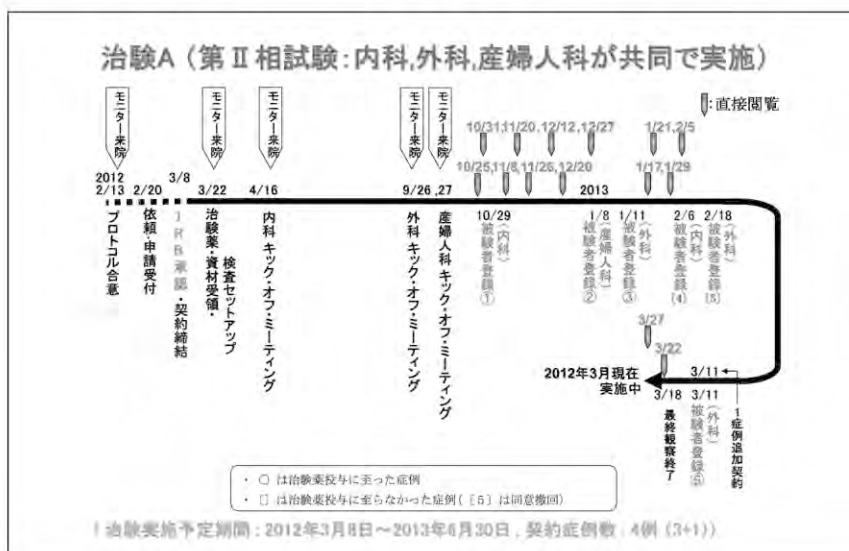 治験A(第Ⅱ相試験:内科,外科,産婦人科が共同で実施)
:直接閲覧
モニター来院
モニター来院
モニター来院
モニター来院
モニター来院
10/31,11/20, 12/12, 12/27
1/21, 2/5
10/25,11/8, 11/26, 12/20
1/17, 1/29
2012
2/13
2/20
3/8
3/22
4/16
9/26 ,27
2013
プロトコル合意
依頼・申請受付
IRB承認・契約締結
治験薬・資材受領・
検査セットアップ
内科 キック・オフ・ミーティング
外科 キック・オフ・ミーティング
産婦人科 キック・オフ・ミーティング
10/29
(内科)
被験者登録①
1/8
(産婦人科)
被験者登録②
1/11
(外科)
被験者登録③
2/6
(内科)
被験者登録[4]
2/18
(外科)
被験者登録[5]
3/27
3/22
2012年3月現在
実施中
3/11
3/18
最終観察終了
3/11
(外科)
被験者登録⑤
1症例追加契約
・ ○ は治験薬投与に至った症例
・ [ ] は治験薬投与に至らなかった症例([5]は同意撤回)
治験実施予定期間:2012年3月8日~2013年6月30日, 契約症例数:4例 (3+1)